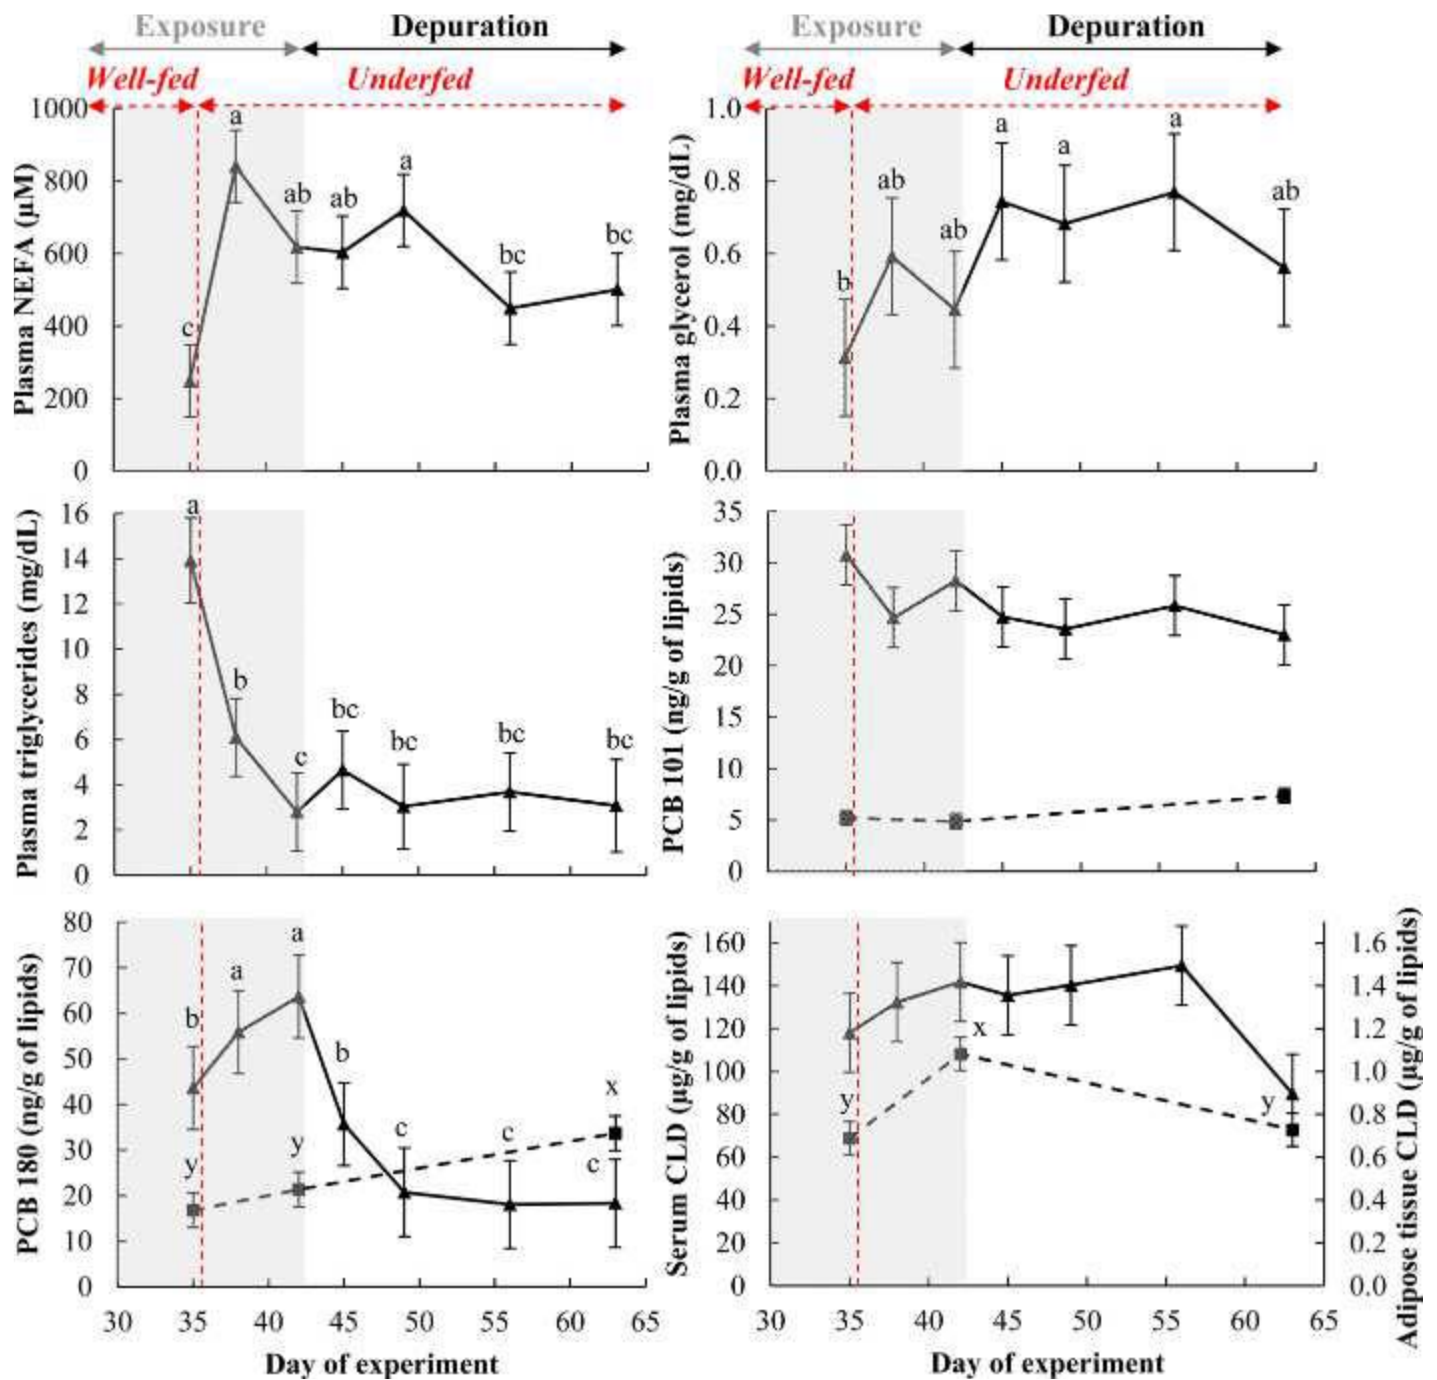 Exposure Depuration Exposure Depuration
Well-fed Underfed Well-fed Underfed
Plasma NEFA (µM)
1000
800
600
400
200
0
c
a
ab
ab
a
bc
bc
Plasma glycerol (mg/dL)
1.0
0.8
0.6
0.4
0.2
0.0
b
ab
ab
a
a
a
ab
Plasma triglycerides (mg/dL)
16
14
12
10
8
6
4
2
0
a
b
c
bc
bc
bc
bc
PCB 101 (ng/g of lipids)
35
30
25
20
15
10
5
0
PCB 180 (ng/g of lipids)
80
70
60
50
40
30
20
10
0
b
a
a
b
c
c
c
y
y
x
30 35 40 45 50 55 60 65
Day of experiment
Serum CLD (µg/g of lipids)
160
140
120
100
80
60
40
20
0
y
x
y
1.6
1.4
1.2
1.0
0.8
0.6
0.4
0.2
0.0
Adipose tissue CLD (µg/g of lipids)
30 35 40 45 50 55 60 65
Day of experiment